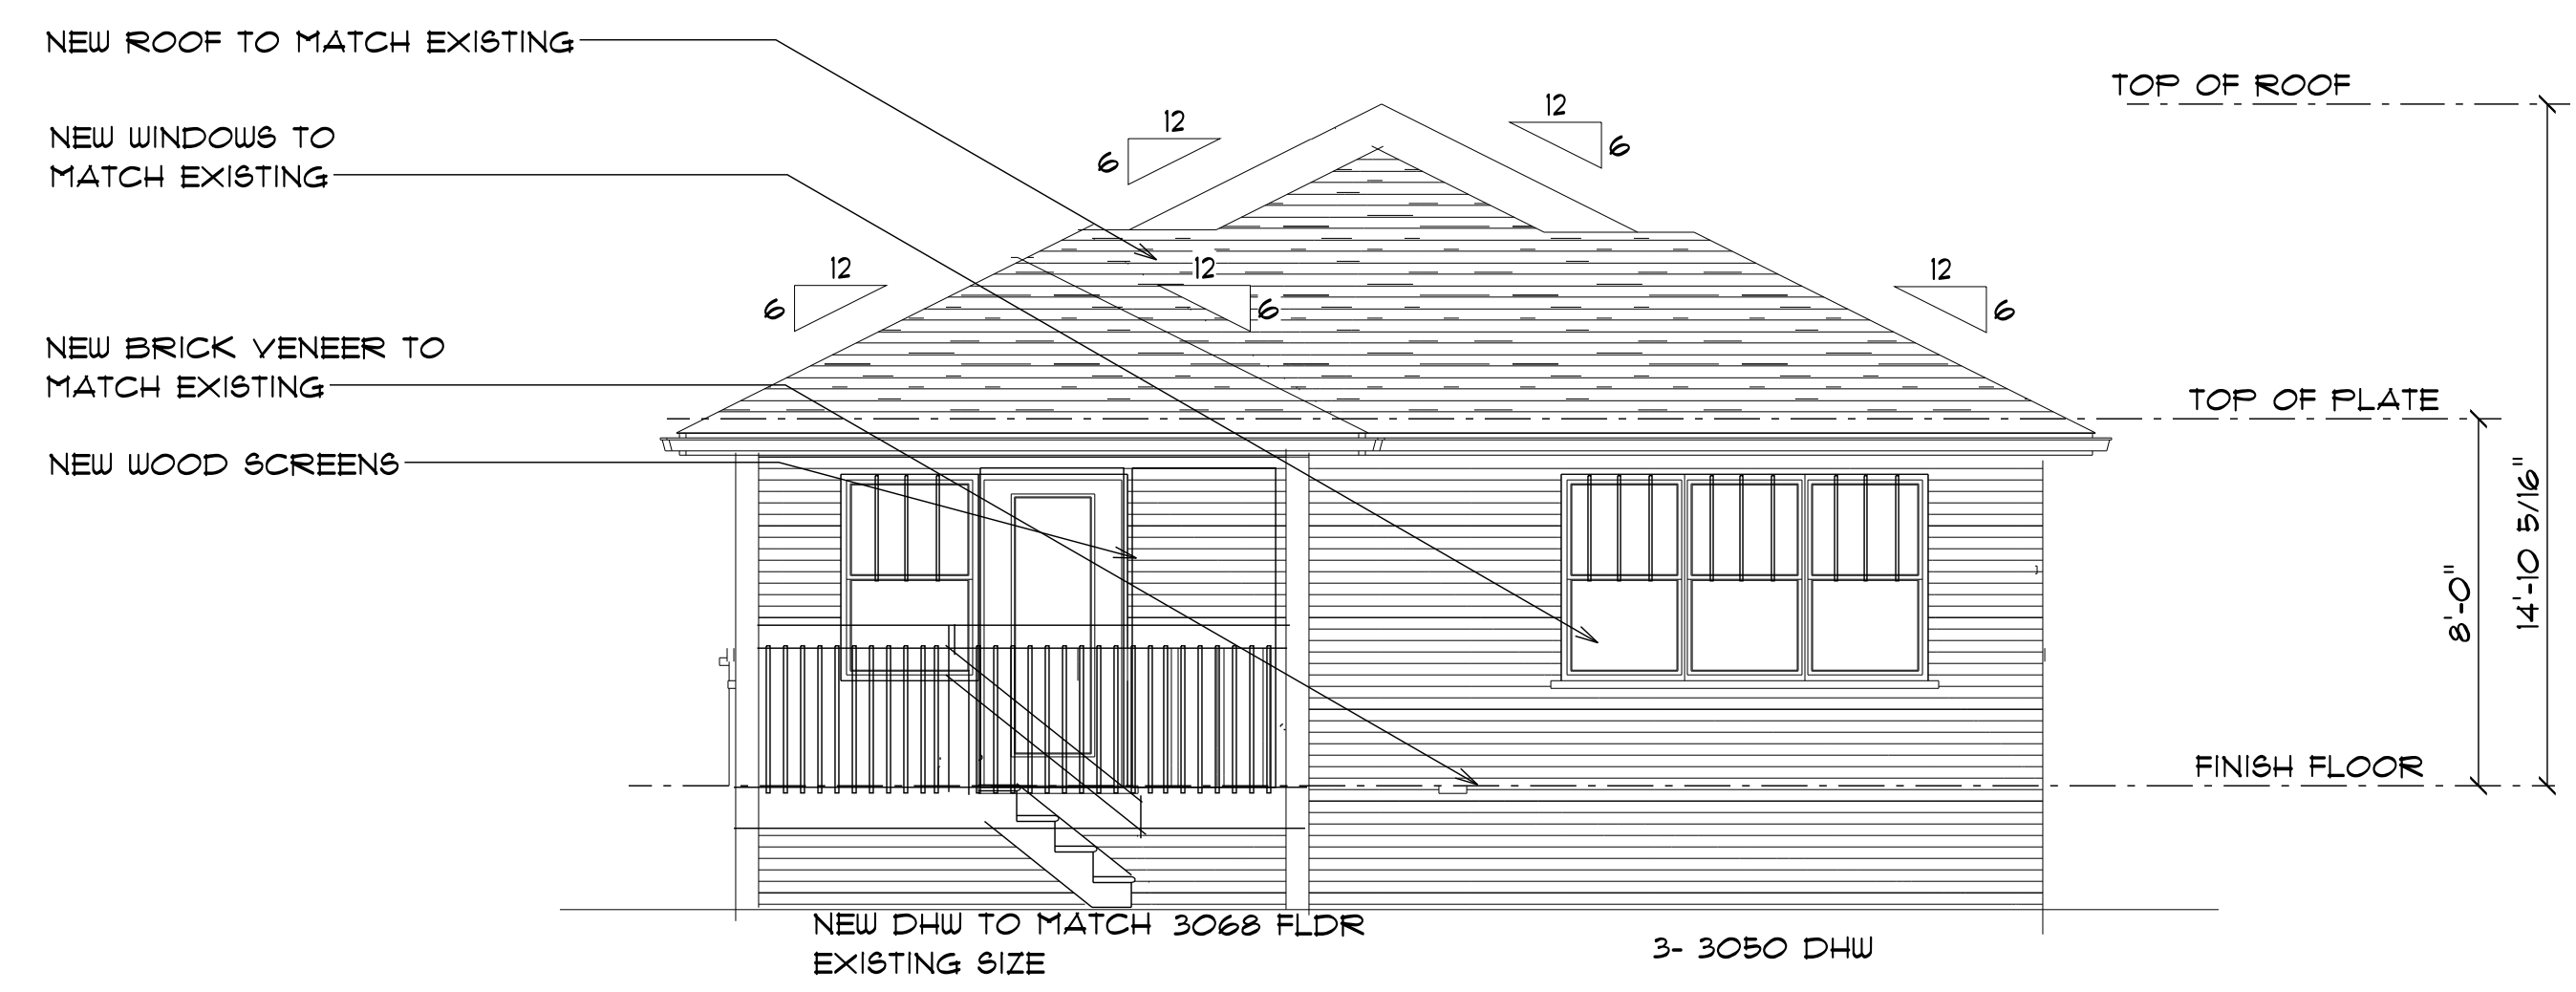 NEW ROOF TO MATCH EXISTING
TOP OF ROOF
12
6
12
6
NEW WINDOWS TO
MATCH EXISTING
12
6
12
6
12
6
NEW BRICK VENEER TO
MATCH EXISTING
TOP OF PLATE
NEW WOOD SCREENS
8'-0"
14'-10 5/16"
FINISH FLOOR
NEW DHW TO MATCH
EXISTING SIZE
3068 FLDR
3- 3050 DHW